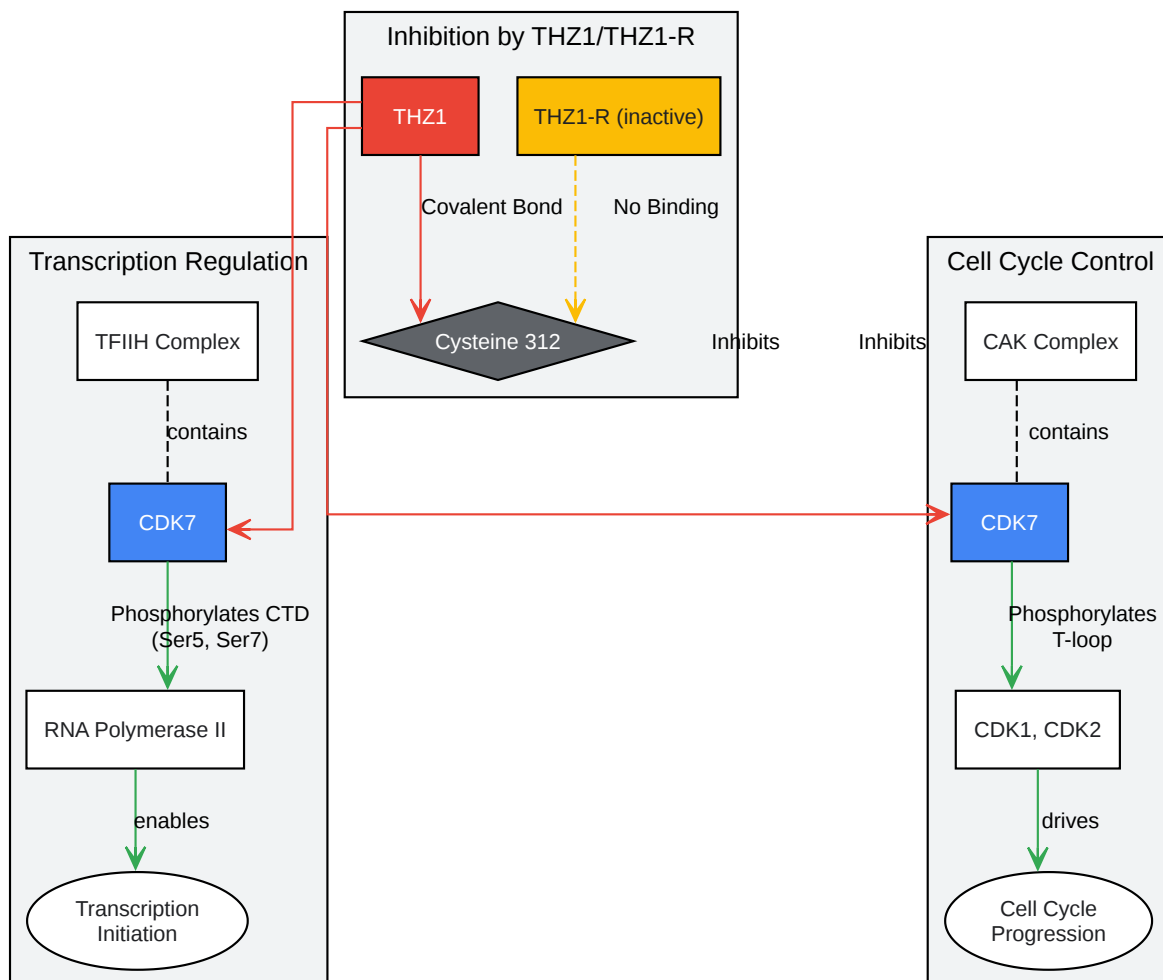 Inhibition by THZ1/THZ1-R
THZ1
THZ1-R (inactive)
Covalent Bond
No Binding
Cysteine 312
Transcription Regulation
TFIIH Complex
contains
CDK7
Phosphorylates CTD
(Ser5, Ser7)
RNA Polymerase II
enables
Transcription
Initiation
Inhibits
Inhibits
Cell Cycle Control
CAK Complex
contains
CDK7
Phosphorylates
T-loop
CDK1, CDK2
drives
Cell Cycle
Progression